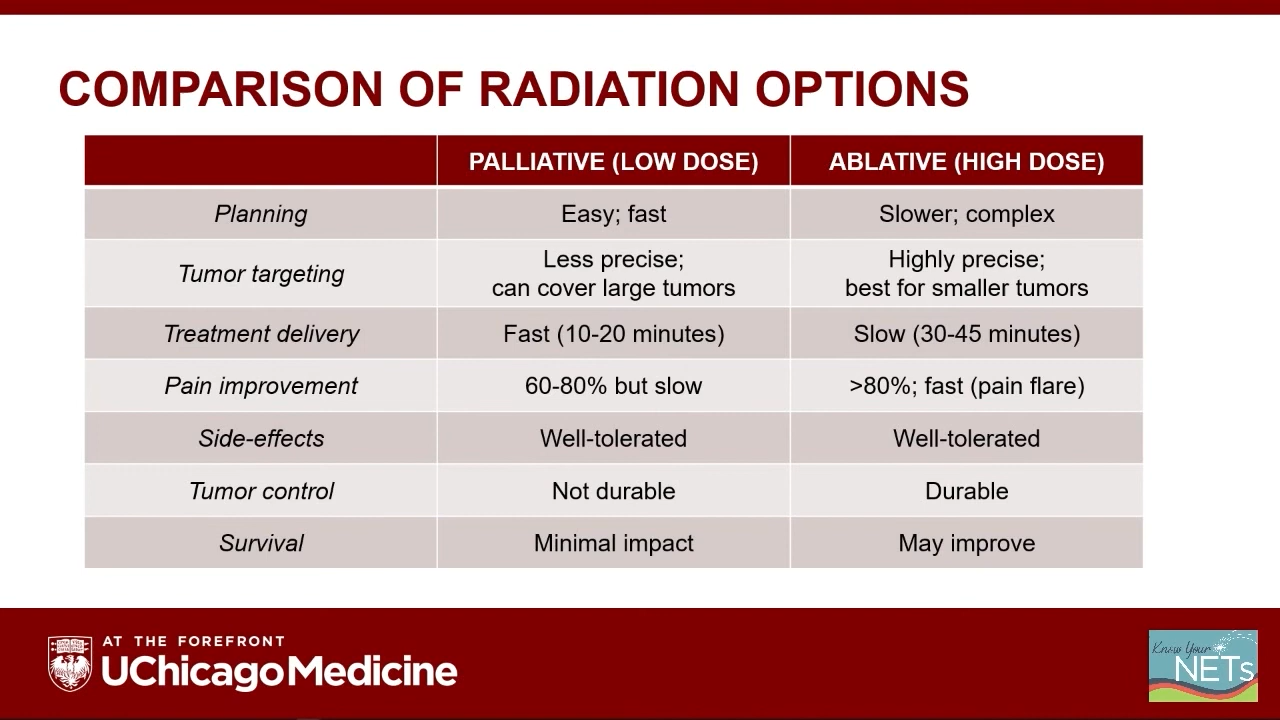 COMPARISON OF RADIATION OPTIONS
PALLIATIVE (LOW DOSE) ABLATIVE (HIGH DOSE)
Planning Easy; fast Slower; complex
Tumor targeting Less precise; Highly precise;
can cover large tumors best for smaller tumors
Treatment delivery Fast (10-20 minutes) Slow (30-45 minutes)
Pain improvement 60-80% but slow >80%; fast (pain flare)
Side-effects Well-tolerated Well-tolerated
Tumor control Not durable Durable
Survival Minimal impact May improve
AT THE FOREFRONT
UChicago Medicine
Know Your
NETs